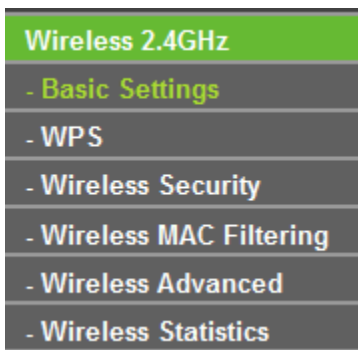 Wireless 2.4GHz
- Basic Settings
- WPS
- Wireless Security
- Wireless MAC Filtering
- Wireless Advanced
- Wireless Statistics